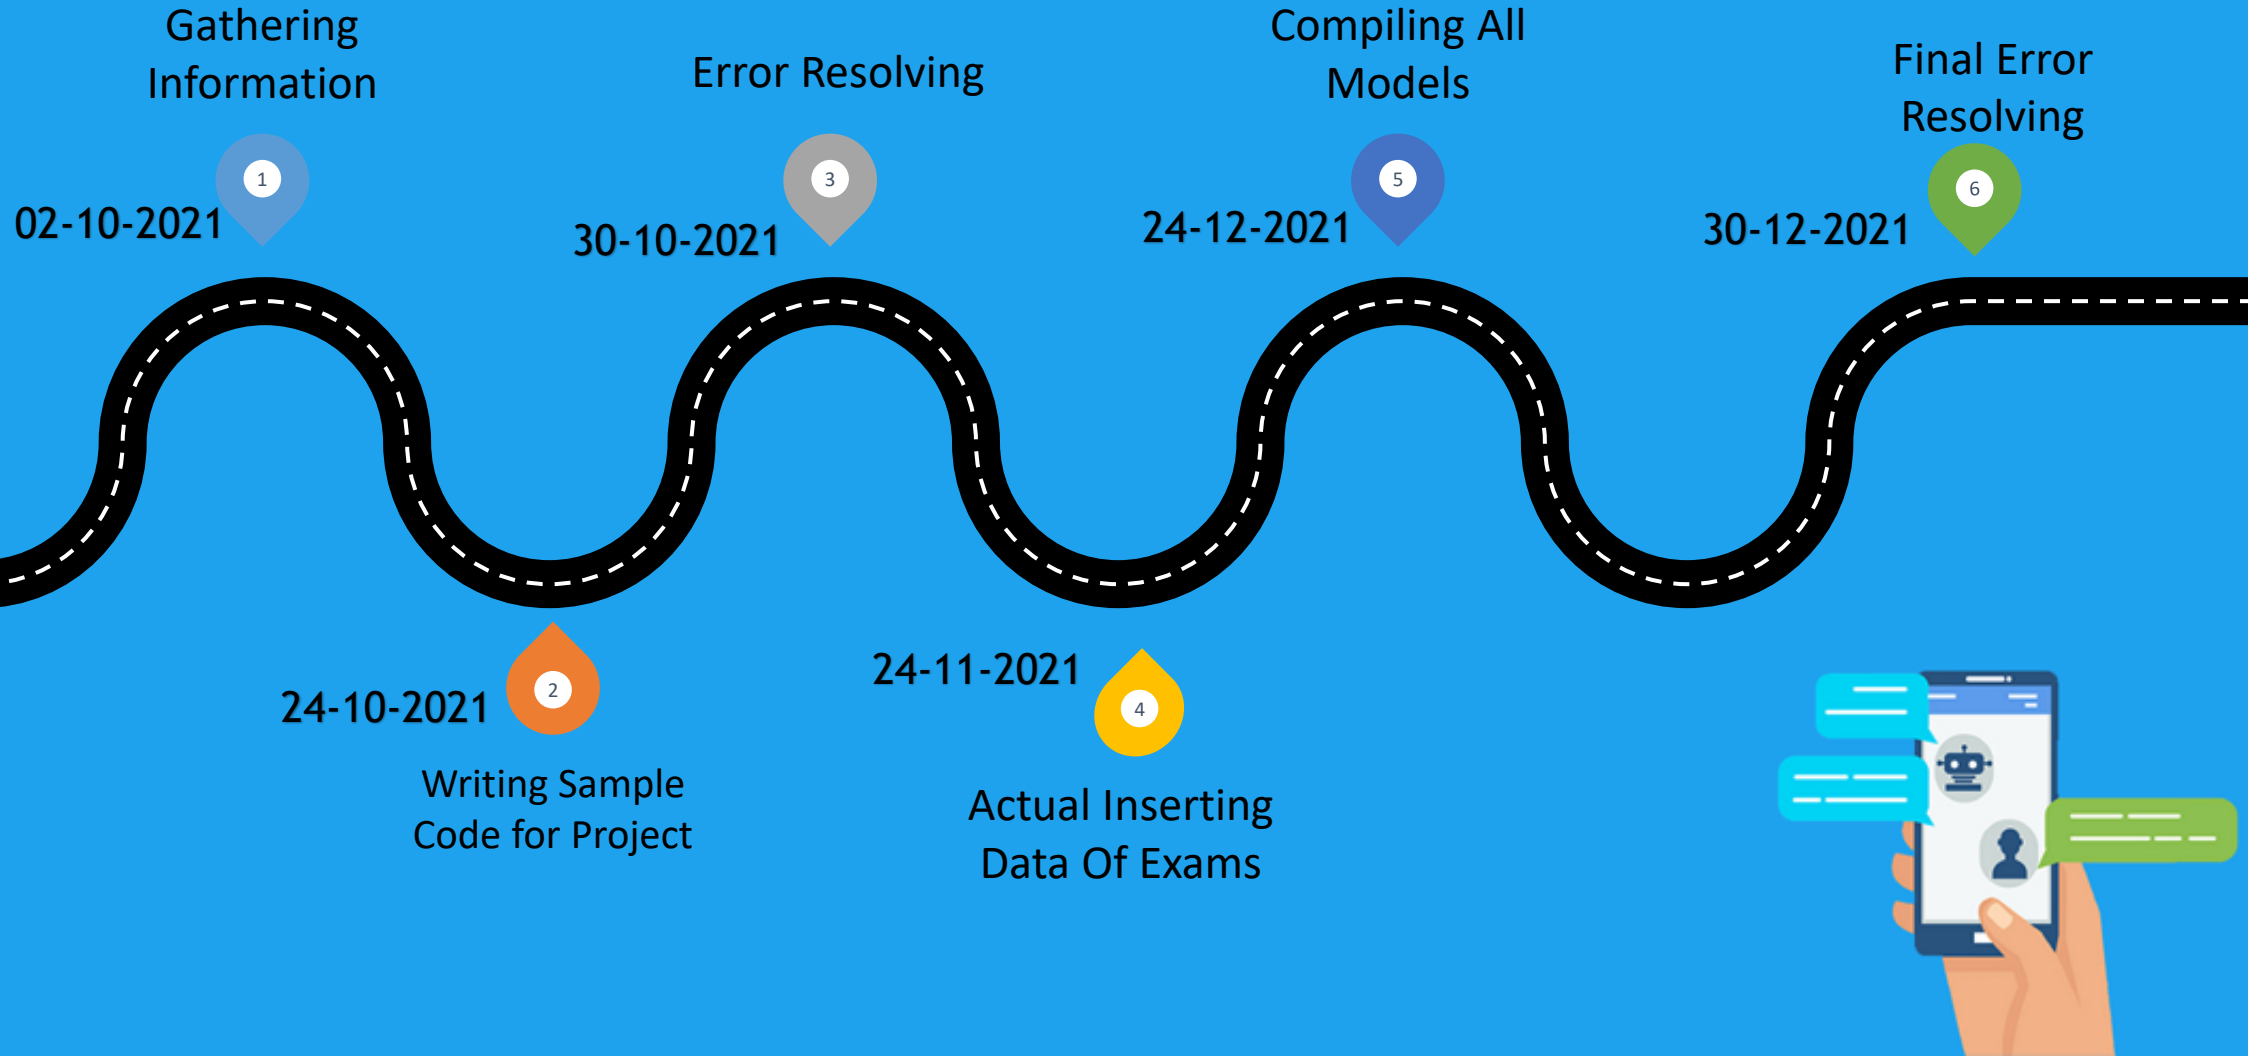 Gathering
Information
1
02-10-2021
24-10-2021
2
Writing Sample
Code for Project
Error Resolving
3
30-10-2021
24-11-2021
4
Actual Inserting
Data Of Exams
Compiling All
Models
5
24-12-2021
Final Error
Resolving
6
30-12-2021